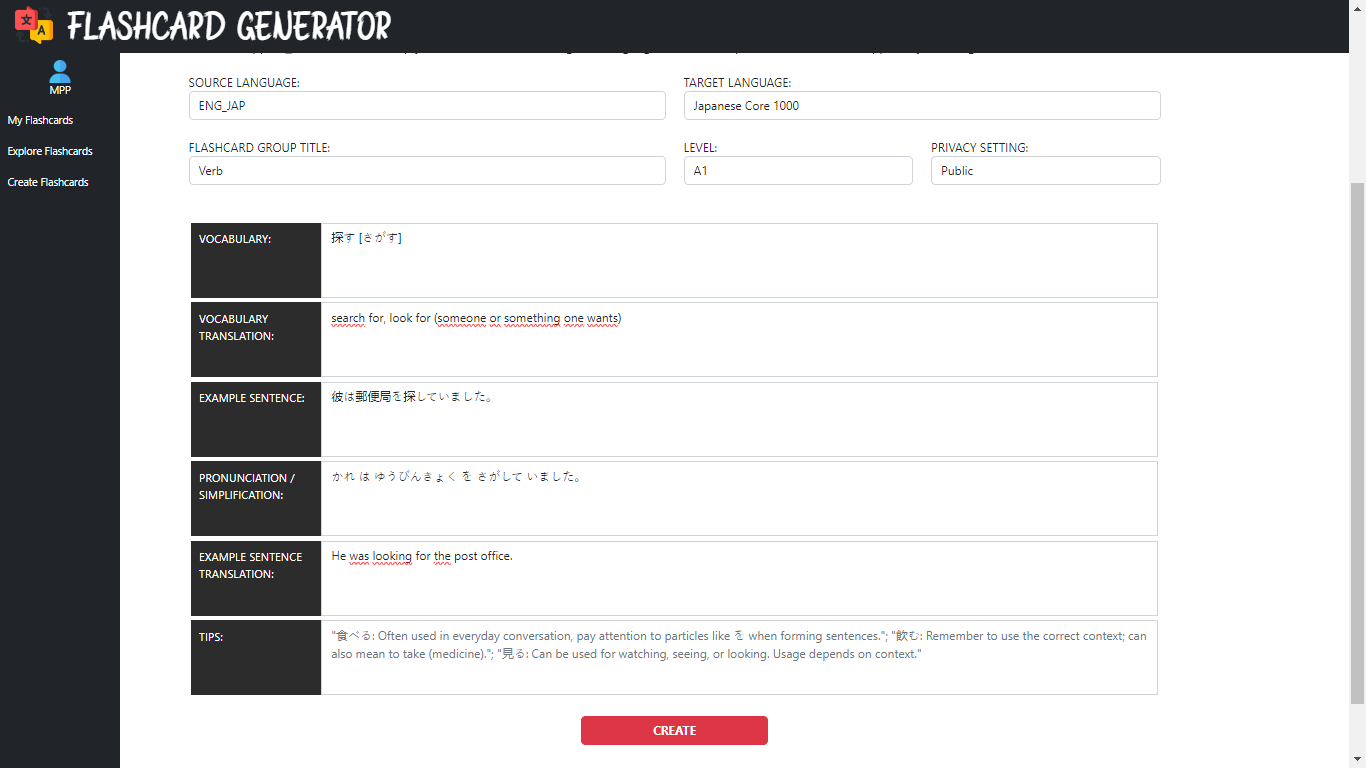 FLASHCARD GENERATOR
MPP
My Flashcards
Explore Flashcards
Create Flashcards
SOURCE LANGUAGE:
TARGET LANGUAGE:
ENG_JAP
Japanese Core 1000
FLASHCARD GROUP TITLE:
LEVEL:
PRIVACY SETTING:
Verb
A1
Public
VOCABULARY:
探す [さがす]
VOCABULARY
TRANSLATION:
search for, look for (someone or something one wants)
EXAMPLE SENTENCE:
彼は郵便局を探していました。
PRONUNCIATION /
SIMPLIFICATION:
かれ は ゆうびんきょく を さがして いました。
EXAMPLE SENTENCE
TRANSLATION:
He was looking for the post office.
TIPS:
"食べる: Often used in everyday conversation, pay attention to particles like を when forming sentences."; "飲む: Remember to use the correct context; can
also mean to take (medicine)."; "見る: Can be used for watching, seeing, or looking. Usage depends on context."
CREATE